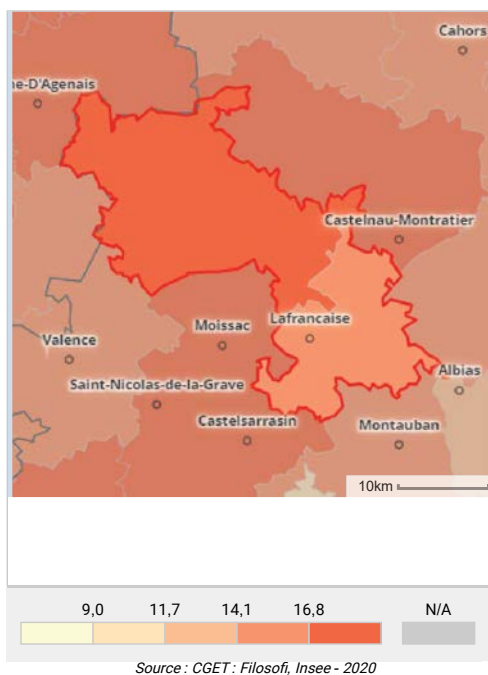 Cahors
ne-D'Agenais
Castelnau-Montratier
Moissac
Lafrancaise
Valence
Saint-Nicolas-de-la-Grave
Albias
Castelsarrasin
Montauban
10km
9,0 11,7 14,1 16,8 N/A
Source : CGET : Filosofi, Insee - 2020